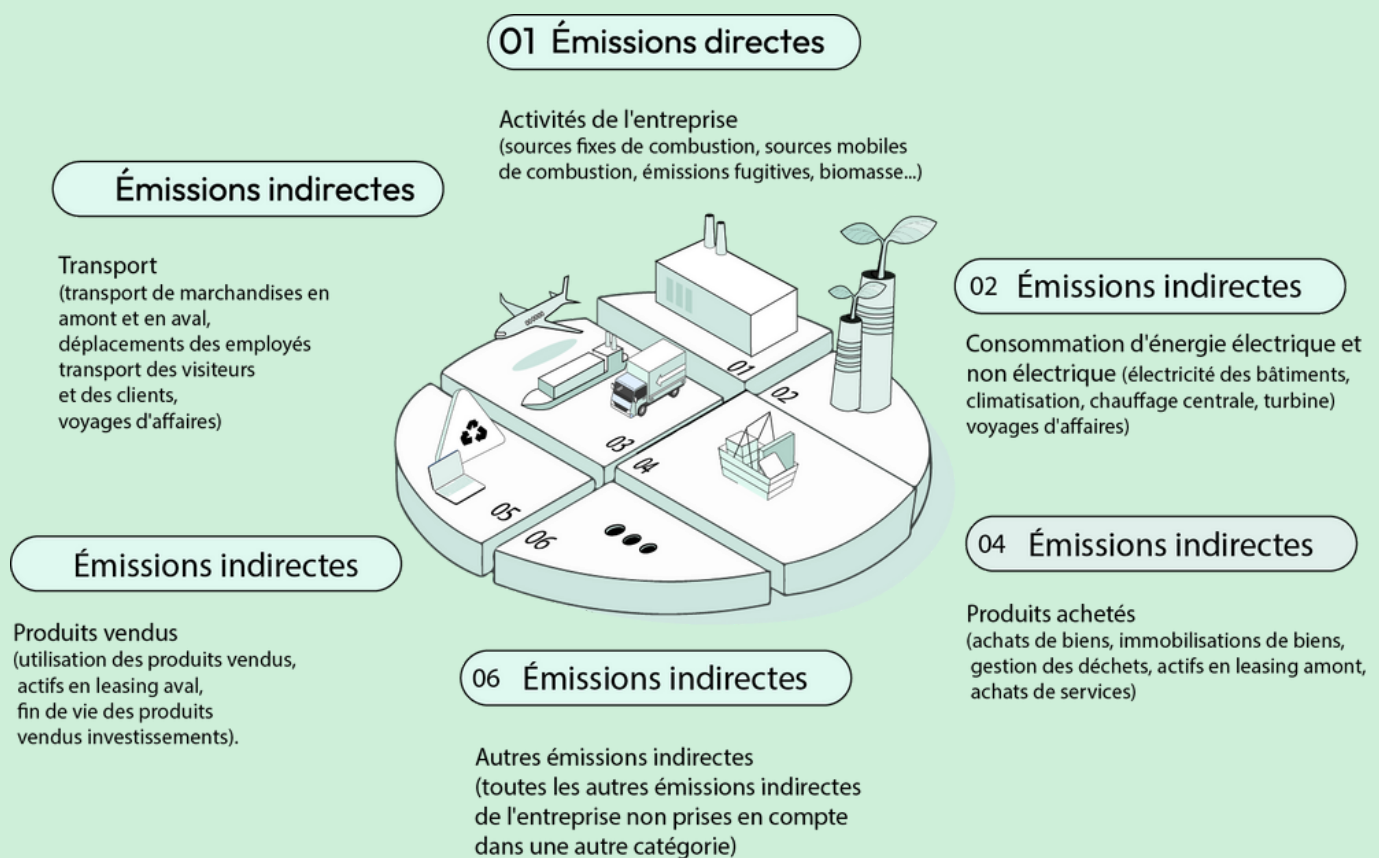 01 Émissions directes
Activités de l'entreprise
(sources fixes de combustion, sources mobiles
de combustion, émissions fugitives, biomasse...)
Émissions indirectes
Transport
(transport de marchandises en
amont et en aval,
déplacements des employés
transport des visiteurs
et des clients,
voyages d'affaires)
02 Émissions indirectes
Consommation d'énergie électrique et
non électrique (électricité des bâtiments,
climatisation, chauffage centrale, turbine)
voyages d'affaires)
01
02
03
04
05
06
Émissions indirectes
Produits vendus
(utilisation des produits vendus,
actifs en leasing aval,
fin de vie des produits
vendus investissements).
04 Émissions indirectes
Produits achetés
(achats de biens, immobilisations de biens,
gestion des déchets, actifs en leasing amont,
achats de services)
06 Émissions indirectes
Autres émissions indirectes
(toutes les autres émissions indirectes
de l'entreprise non prises en compte
dans une autre catégorie)